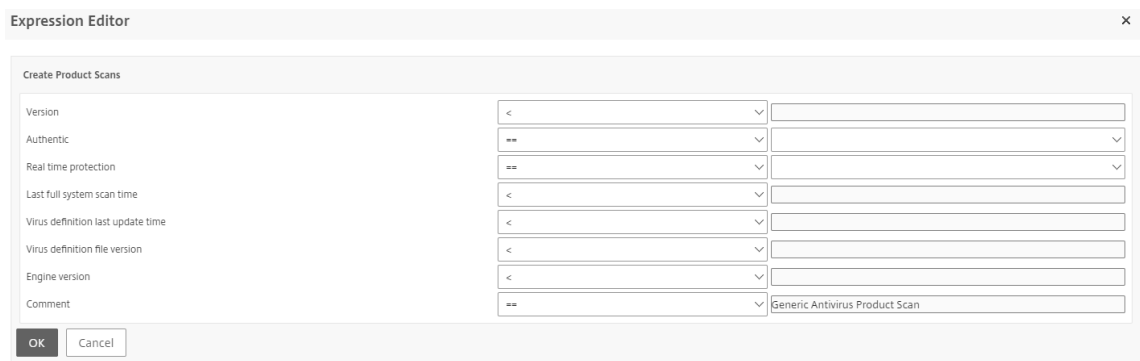 Expression Editor ×
Create Product Scans
Version <
Authentic ==
Real time protection ==
Last full system scan time <
Virus definition last update time <
Virus definition file version <
Engine version <
Comment == Generic Antivirus Product Scan
OK Cancel